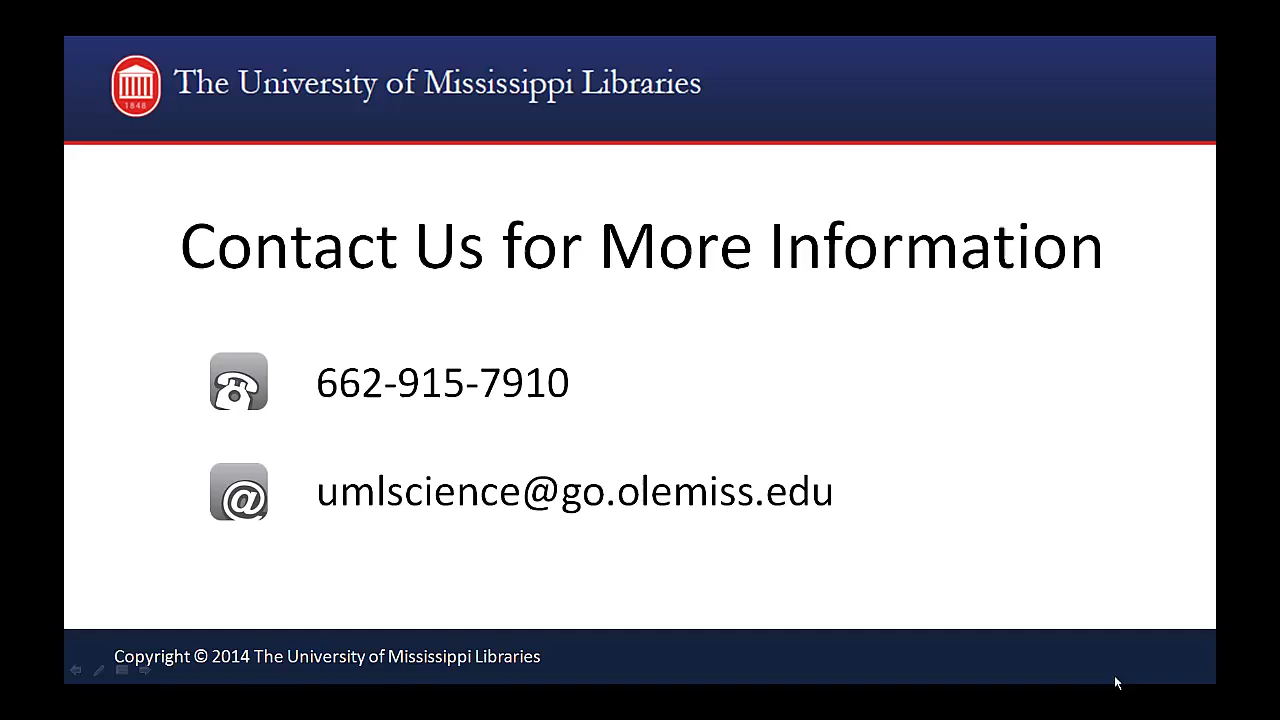 The University of Mississippi Libraries
1848
Contact Us for More Information
662-915-7910
umlscience@go.olemiss.edu
Copyright © 2014 The University of Mississippi Libraries